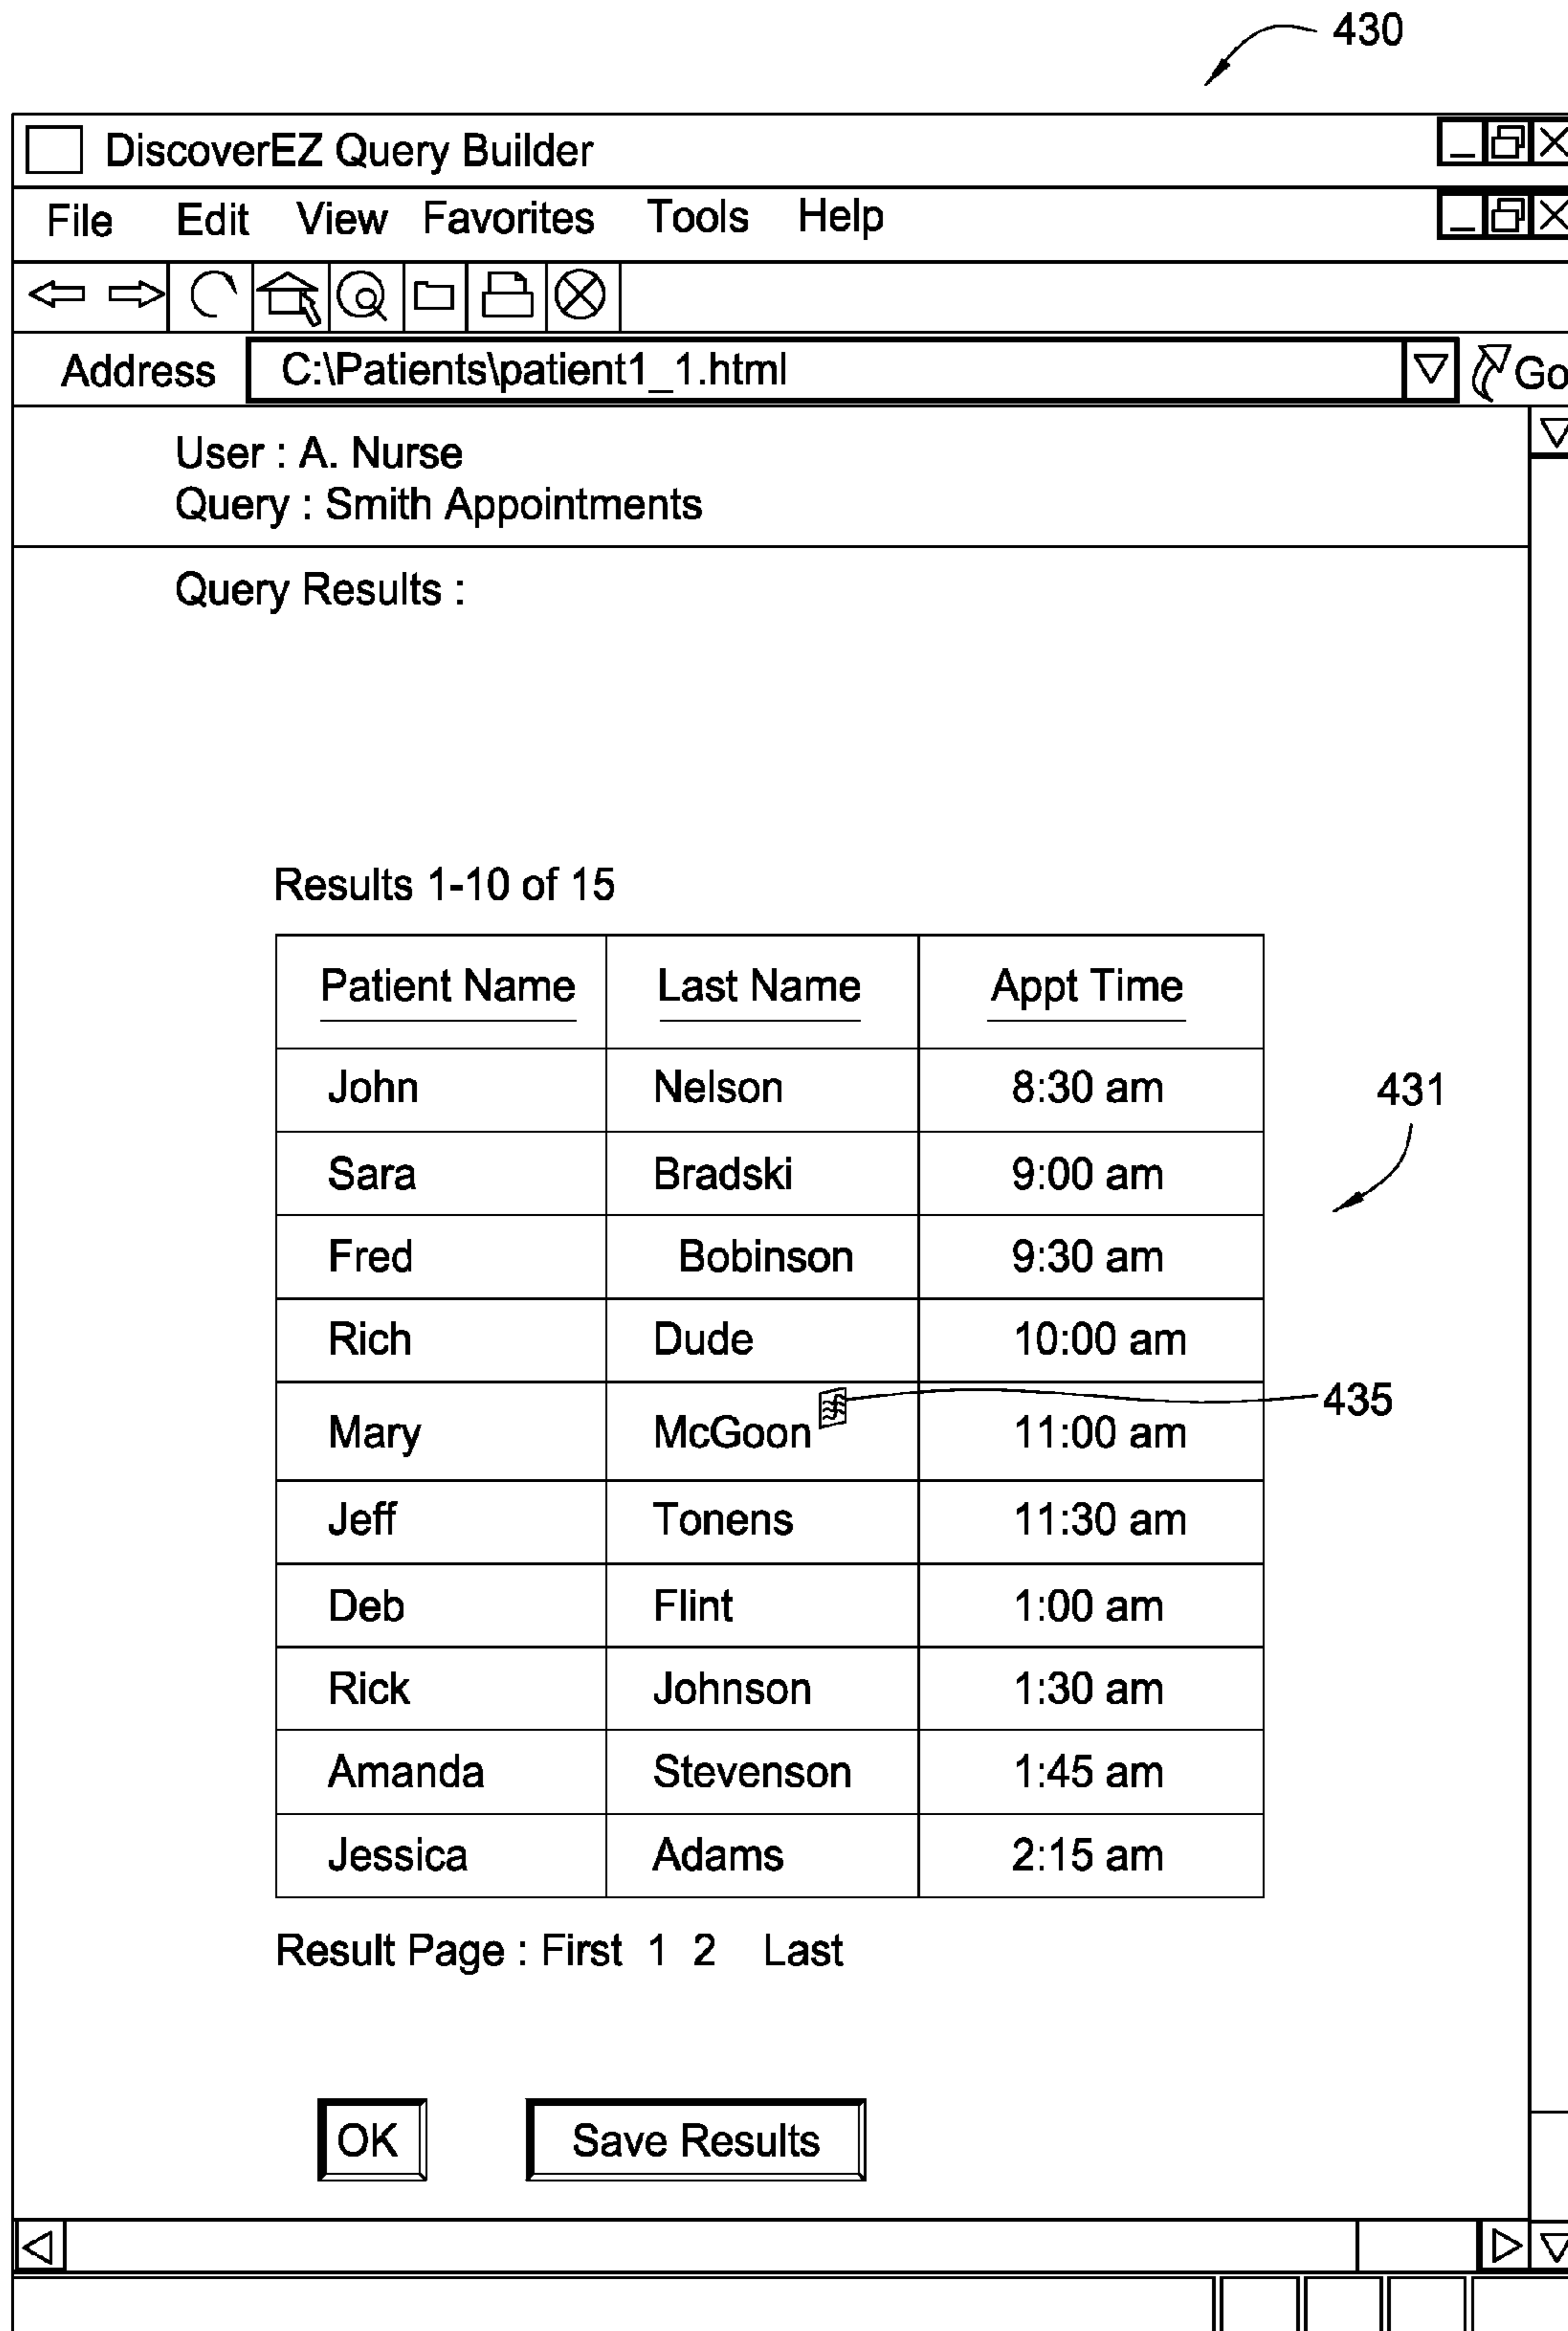 430
DiscoverEZ Query Builder
File Edit View Favorites Tools Help
Address C:\Patients\patient1_1.html Go
User : A. Nurse
Query : Smith Appointments
Query Results :
Results 1-10 of 15
Patient Name Last Name Appt Time
John Nelson 8:30 am
431
Sara Bradski 9:00 am
Fred Bobinson 9:30 am
Rich Dude 10:00 am
435
Mary McGoon 11:00 am
Jeff Tonens 11:30 am
Deb Flint 1:00 am
Rick Johnson 1:30 am
Amanda Stevenson 1:45 am
Jessica Adams 2:15 am
Result Page : First 1 2 Last
OK Save Results